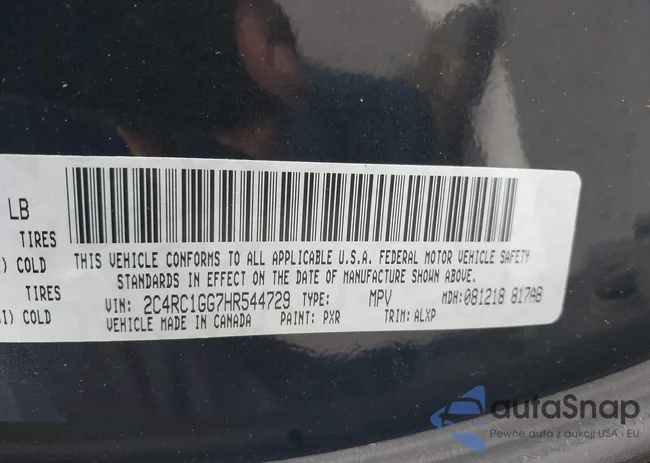 LB
TIRES
) COLD
TIRES
I) COLD
THIS VEHICLE CONFORMS TO ALL APPLICABLE U.S.A. FEDERAL MOTOR VEHICLE SAFETY
STANDARDS IN EFFECT ON THE DATE OF MANUFACTURE SHOWN ABOVE.
VIN: 2C4RC1GG7HR544729 TYPE: MPV MDH: 081218 817AB
VEHICLE MADE IN CANADA PAINT: PXR TRIM: ALXP
autoSnap
Pewne auta z aukcji USA i EU